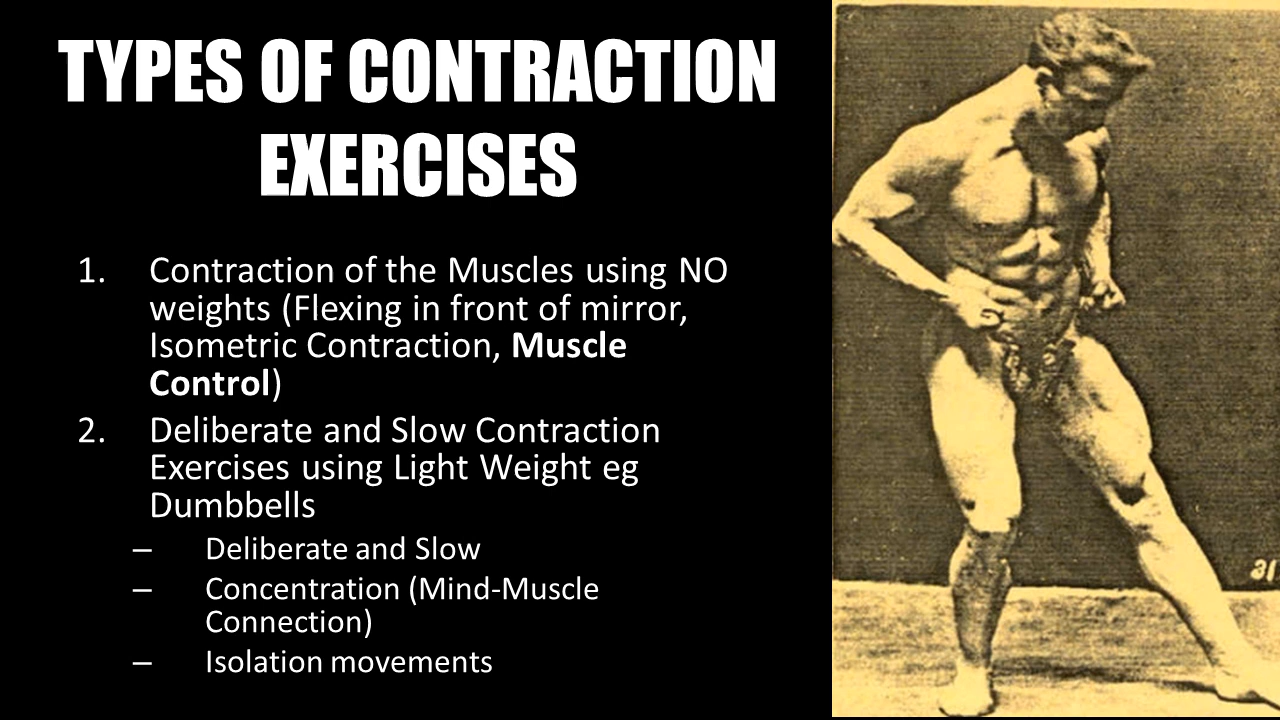 TYPES OF CONTRACTION
EXERCISES
1. Contraction of the Muscles using NO
weights (Flexing in front of mirror,
Isometric Contraction, Muscle
Control)
2. Deliberate and Slow Contraction
Exercises using Light Weight eg
Dumbbells
– Deliberate and Slow
– Concentration (Mind-Muscle
Connection)
– Isolation movements
31